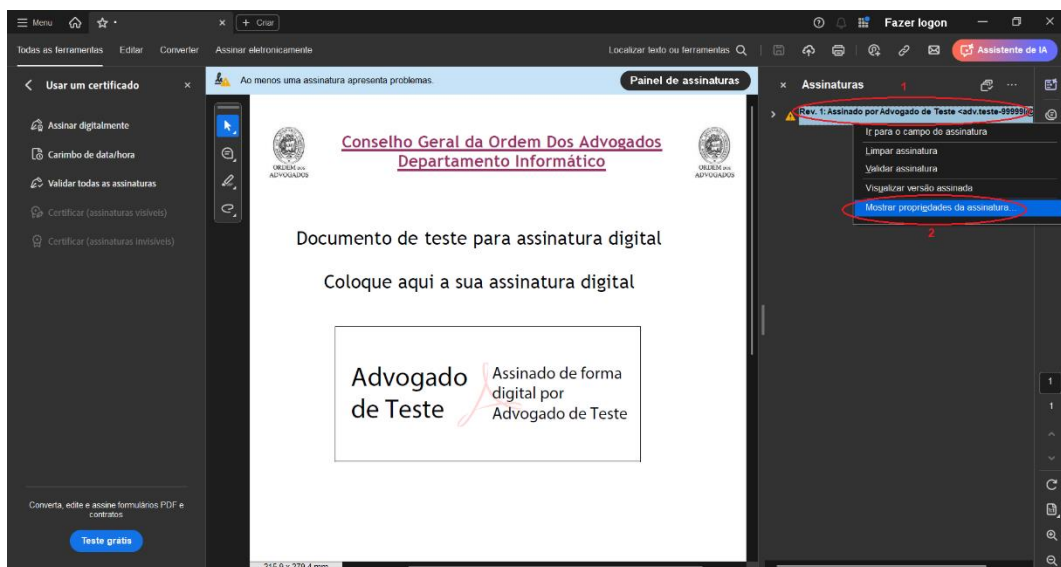 Menu
+ Criar
Fazer logon
Todas as ferramentas Editar Converter Assinar eletronicamente
Localizar texto ou ferramentas
Assistente de IA
Usar um certificado
Assinar digitalmente
Carimbo de data/hora
Validar todas as assinaturas
Certificar (assinaturas visíveis)
Certificar (assinaturas invisíveis)
Converta, edite e assine formulários PDF e
contratos
Teste grátis
Ao menos uma assinatura apresenta problemas.
Painel de assinaturas
ORDEM DOS
ADVOGADOS
Conselho Geral da Ordem Dos Advogados
Departamento Informático
ORDEM DOS
ADVOGADOS
Documento de teste para assinatura digital
Coloque aqui a sua assinatura digital
Advogado
de Teste
Assinado de forma
digital por
Advogado de Teste
215,9 x 279,4 mm
Assinaturas
1
Rev. 1: Assinado por Advogado de Teste <adv.teste-99999
Ir para o campo de assinatura
Limpar assinatura
Validar assinatura
Visualizar versão assinada
Mostrar propriedades da assinatura...
2
1
1